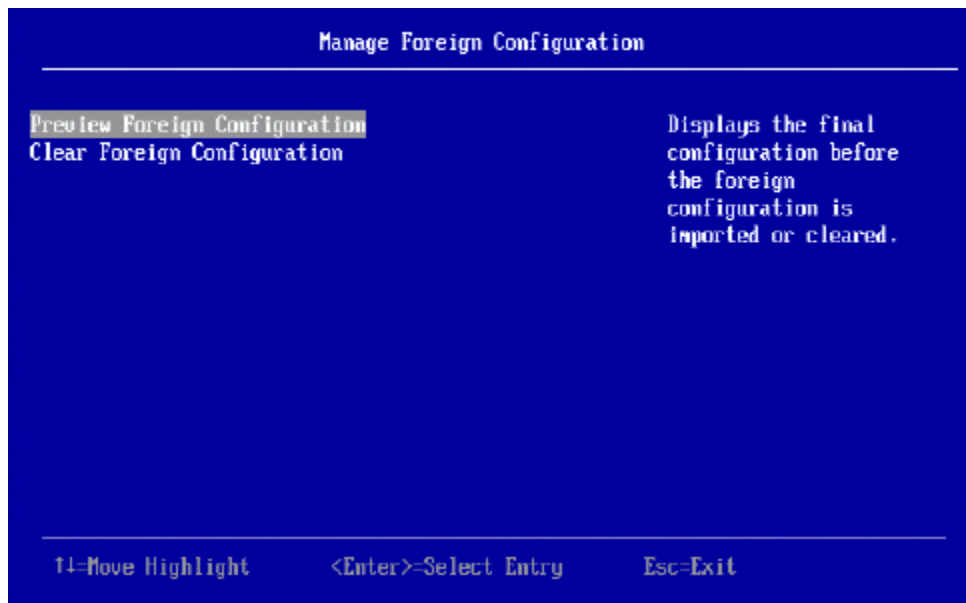 Manage Foreign Configuration
Preview Foreign Configuration
Clear Foreign Configuration
Displays the final
configuration before
the foreign
configuration is
imported or cleared.
↑↓=Move Highlight <Enter>=Select Entry Esc=Exit